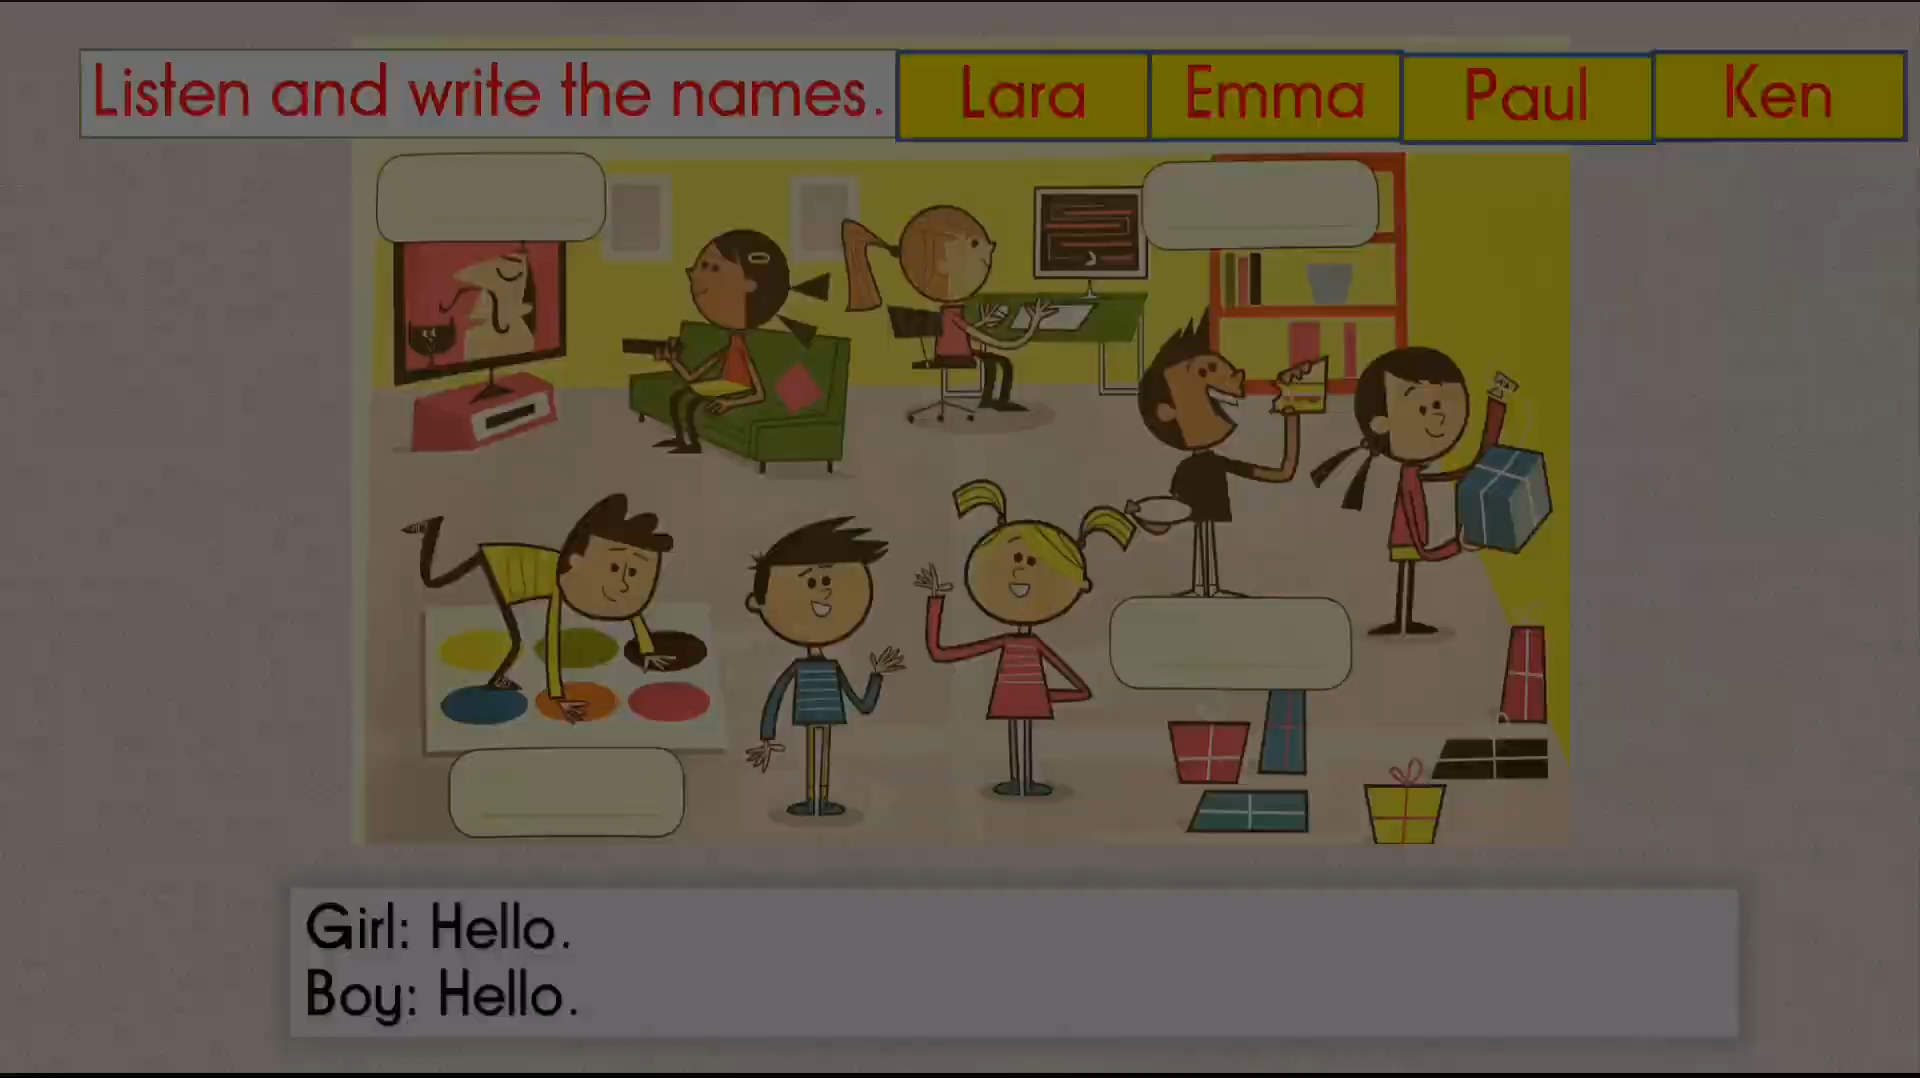 Listen and write the names. Lara Emma Paul Ken
Girl: Hello.
Boy: Hello.